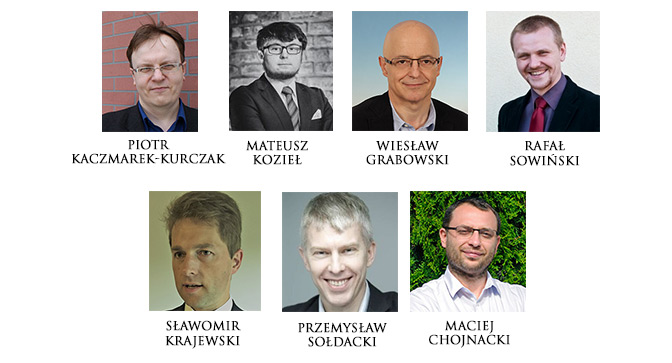 PIOTR
KACZMAREK-KURCZAK
MATEUSZ
KOZIEŁ
WIESŁAW
GRABOWSKI
RAFAŁ
SOWIŃSKI
SŁAWOMIR
KRAJEWSKI
PRZEMYSŁAW
SOŁDACKI
MACIEJ
CHOJNACKI